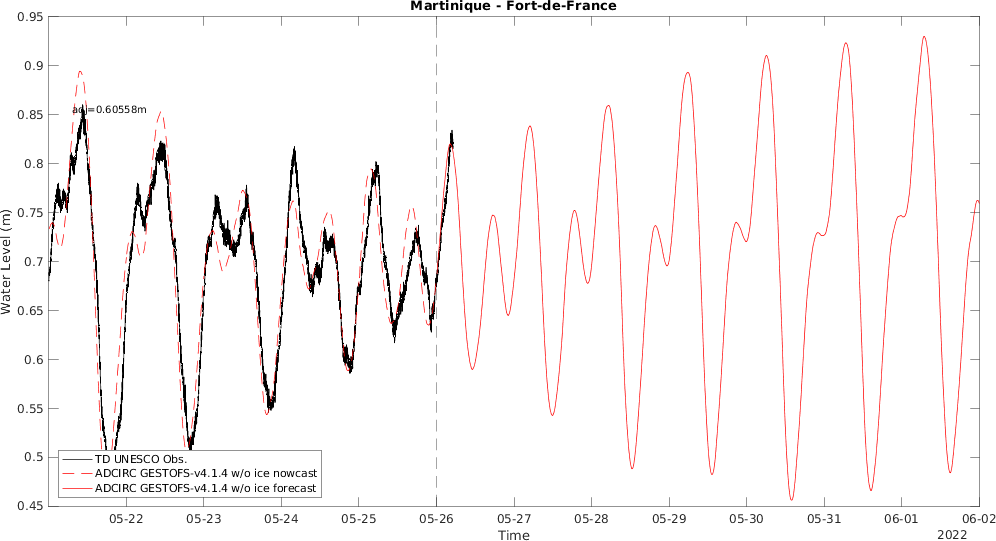 Martinique - Fort-de-France
0.95
0.9
0.85
0.8
0.75
0.7
0.65
0.6
0.55
0.5
0.45
Water Level (m)
adj=0.60558m
TD UNESCO Obs.
ADCIRC GESTOFS-v4.1.4 w/o ice nowcast
ADCIRC GESTOFS-v4.1.4 w/o ice forecast
05-22 05-23 05-24 05-25 05-26 05-27 05-28 05-29 05-30 05-31 06-01 06-02
Time
2022